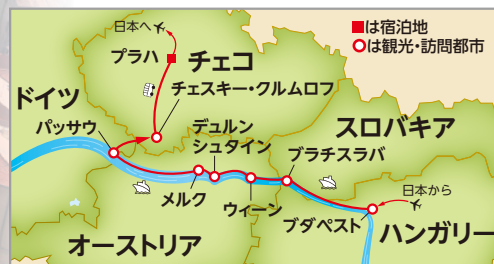 日本へ
■は宿泊地
○は観光・訪問都市
プラハ
チェコ
チェスキー・クルムロフ
ドイツ
パッサウ
デュルン
シュタイン
スロバキア
ブラチスラバ
メルク
ウィーン
日本から
ブダペスト
ハンガリー
オーストリア